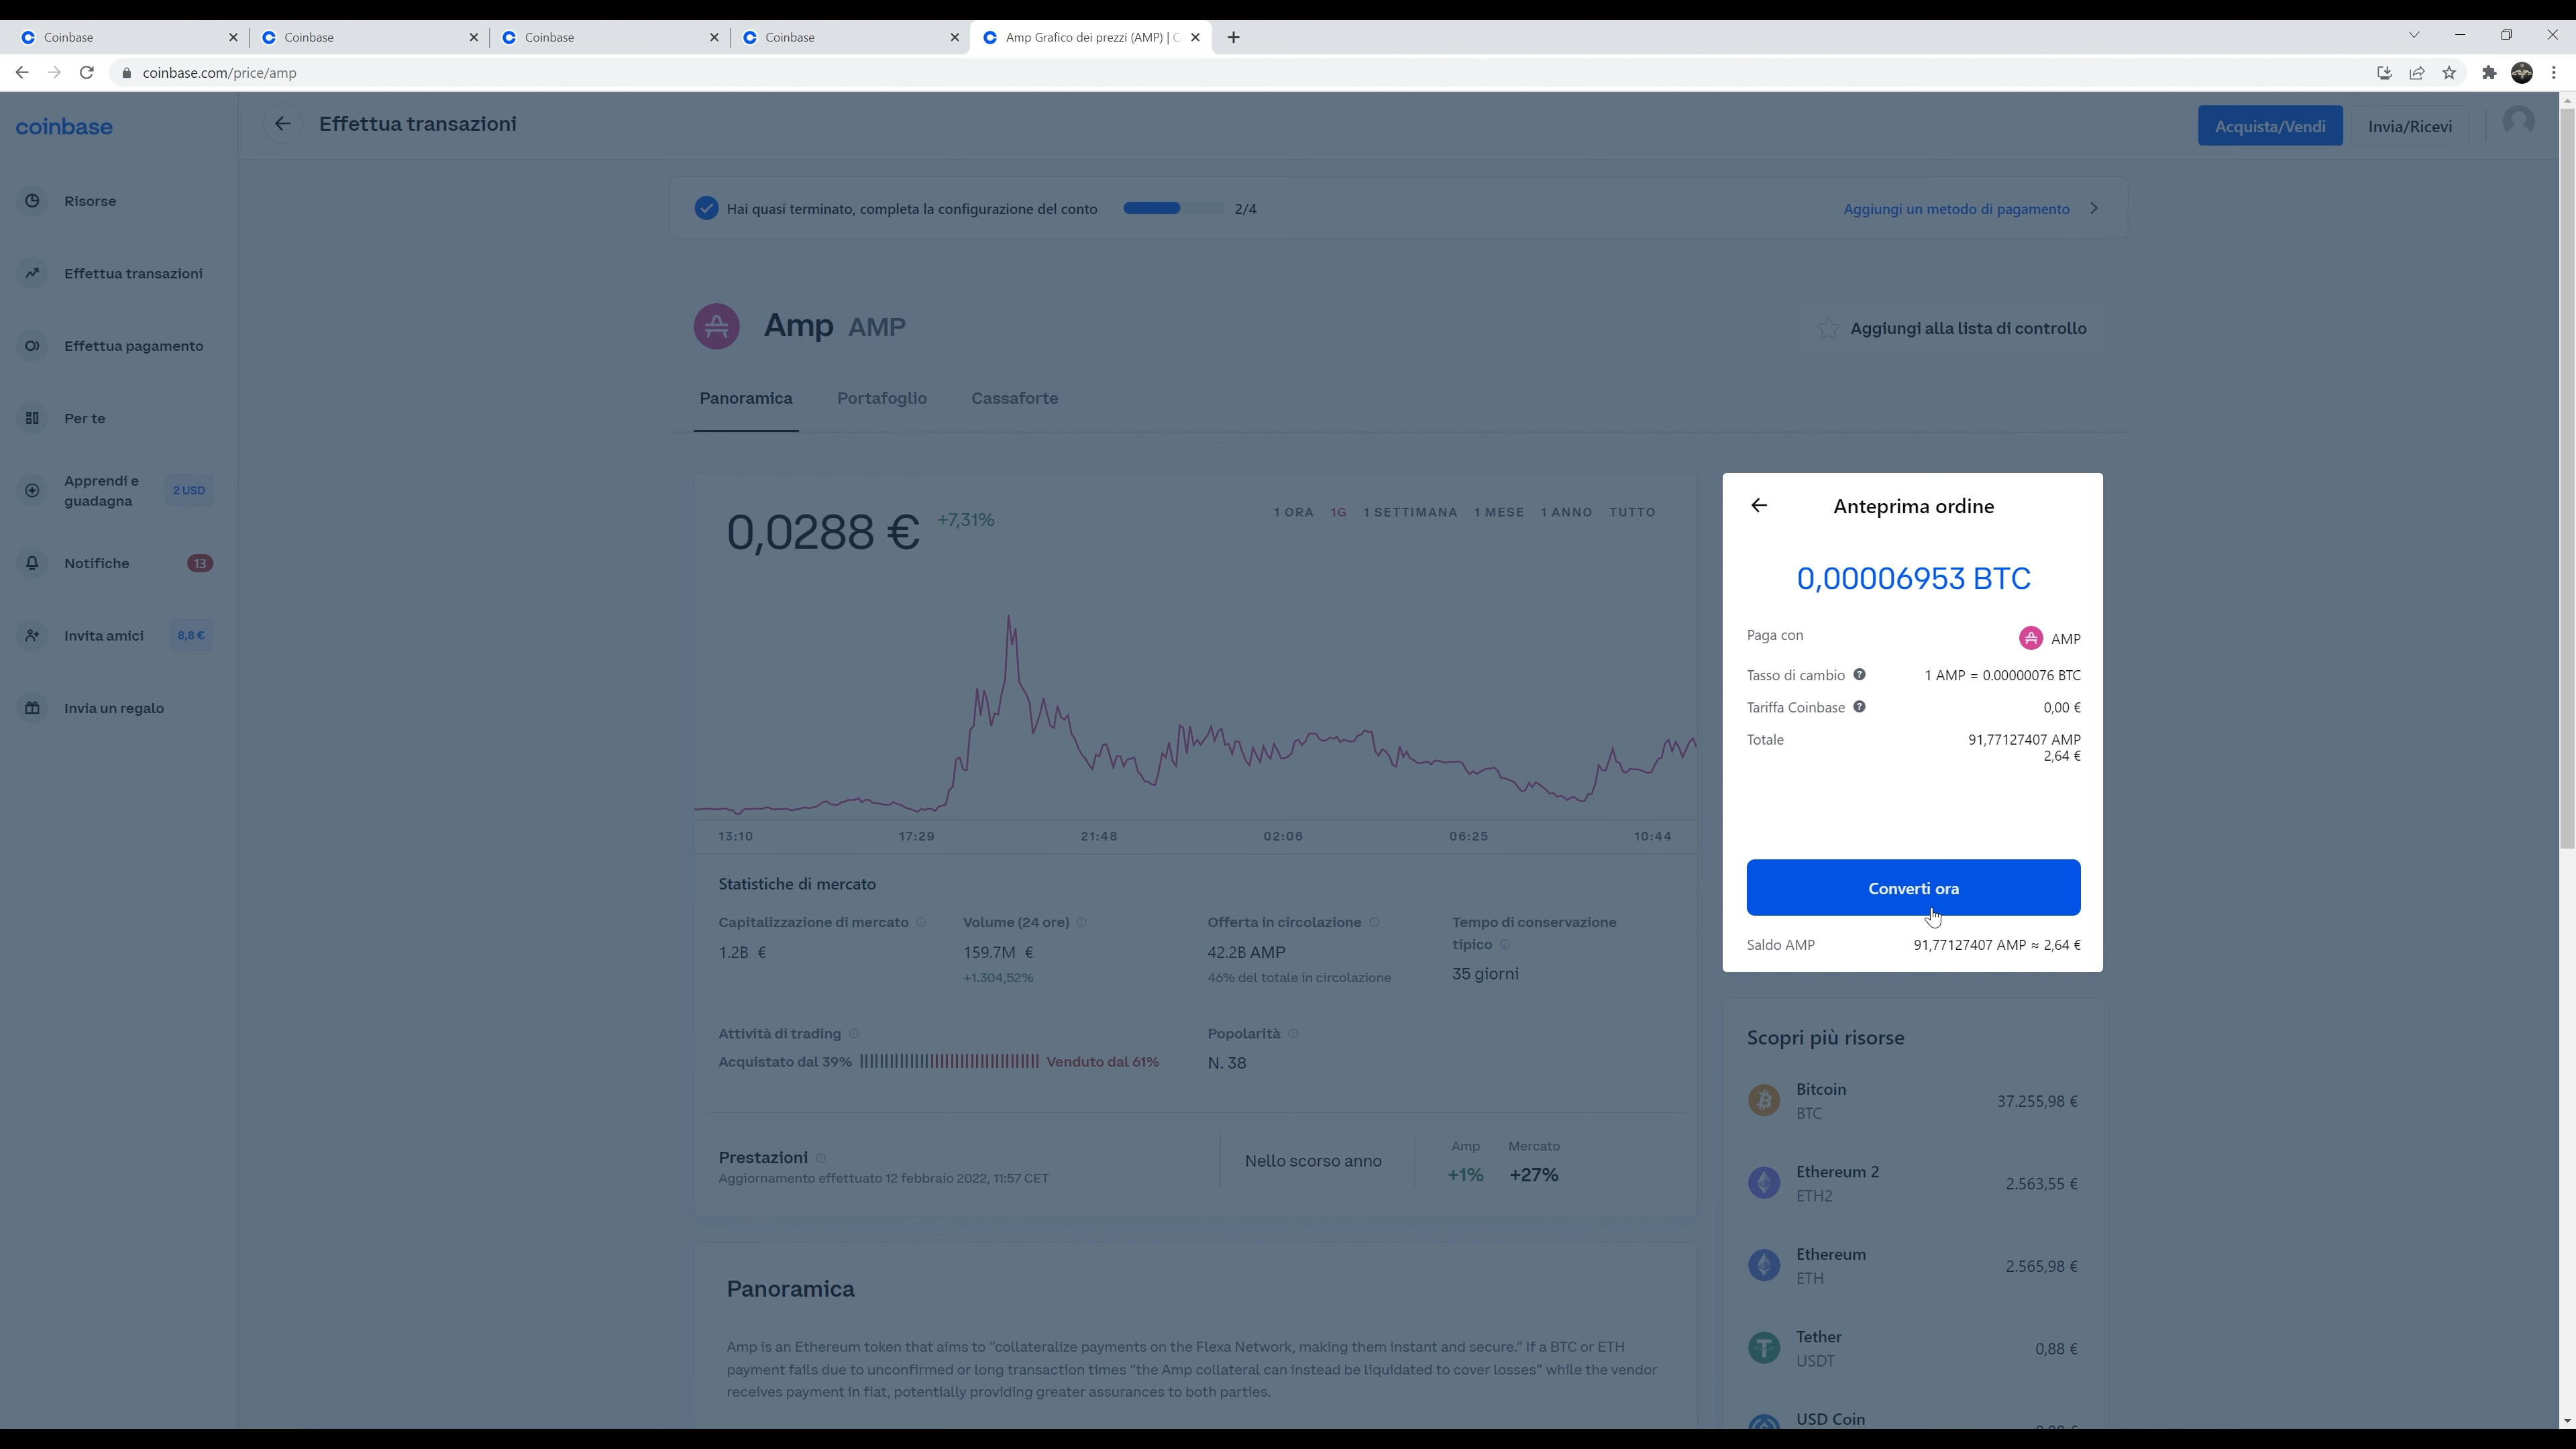 Coinbase
Coinbase
Coinbase
Coinbase
Amp Grafico dei prezzi (AMP) |
coinbase.com/price/amp
coinbase
Effettua transazioni
Acquista/Vendi
Invia/Ricevi
Risorse
Effettua transazioni
Effettua pagamento
Per te
Apprendi e
guadagna
2 USD
Notifiche
13
Invita amici
8,8 €
Invia un regalo
Hai quasi terminato, completa la configurazione del conto
2/4
Aggiungi un metodo di pagamento
Amp AMP
Aggiungi alla lista di controllo
Panoramica
Portafoglio
Cassaforte
0,0288 € +7,31%
1 ORA 1G 1 SETTIMANA 1 MESE 1 ANNO TUTTO
13:10 17:29 21:48 02:06 06:25 10:44
Statistiche di mercato
Capitalizzazione di mercato
1.2B €
Volume (24 ore)
159.7M €
+1.304,52%
Offerta in circolazione
42.2B AMP
46% del totale in circolazione
Tempo di conservazione
tipico
35 giorni
Attività di trading
Acquistato dal 39% Venduto dal 61%
Popolarità
N. 38
Prestazioni
Aggiornamento effettuato 12 febbraio 2022, 11:57 CET
Nello scorso anno
Amp
+1%
Mercato
+27%
Panoramica
Amp is an Ethereum token that aims to “collateralize payments on the Flexa Network, making them instant and secure.” If a BTC or ETH
payment fails due to unconfirmed or long transaction times “the Amp collateral can instead be liquidated to cover losses” while the vendor
receives payment in fiat, potentially providing greater assurances to both parties.
Anteprima ordine
0,00006953 BTC
Paga con AMP
Tasso di cambio 1 AMP = 0.00000076 BTC
Tariffa Coinbase 0,00 €
Totale 91,77127407 AMP
2,64 €
Converti ora
Saldo AMP 91,77127407 AMP ≈ 2,64 €
Scopri più risorse
Bitcoin
BTC
37.255,98 €
Ethereum 2
ETH2
2.563,55 €
Ethereum
ETH
2.565,98 €
Tether
USDT
0,88 €
USD Coin